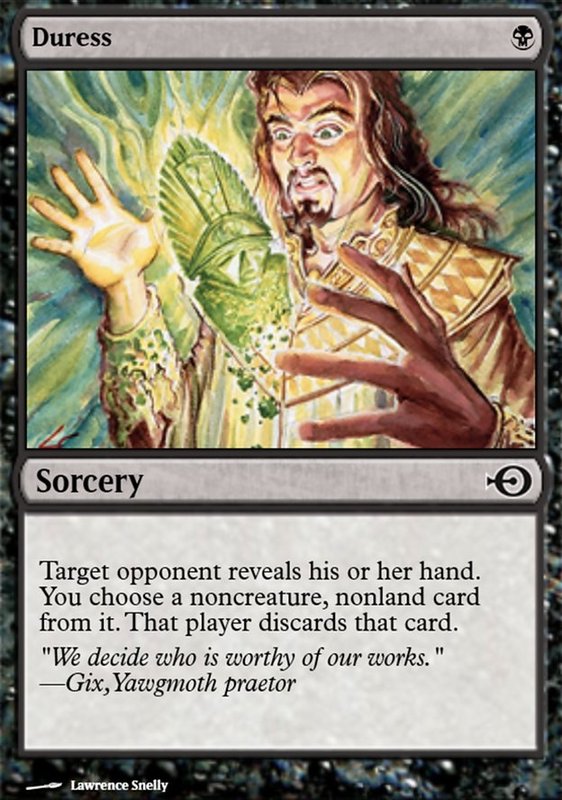 Duress
Sorcery
Target opponent reveals his or her hand.
You choose a noncreature, nonland card
from it. That player discards that card.
"We decide who is worthy of our works."
—Gix, Yawgmoth praetor
Lawrence Snelly